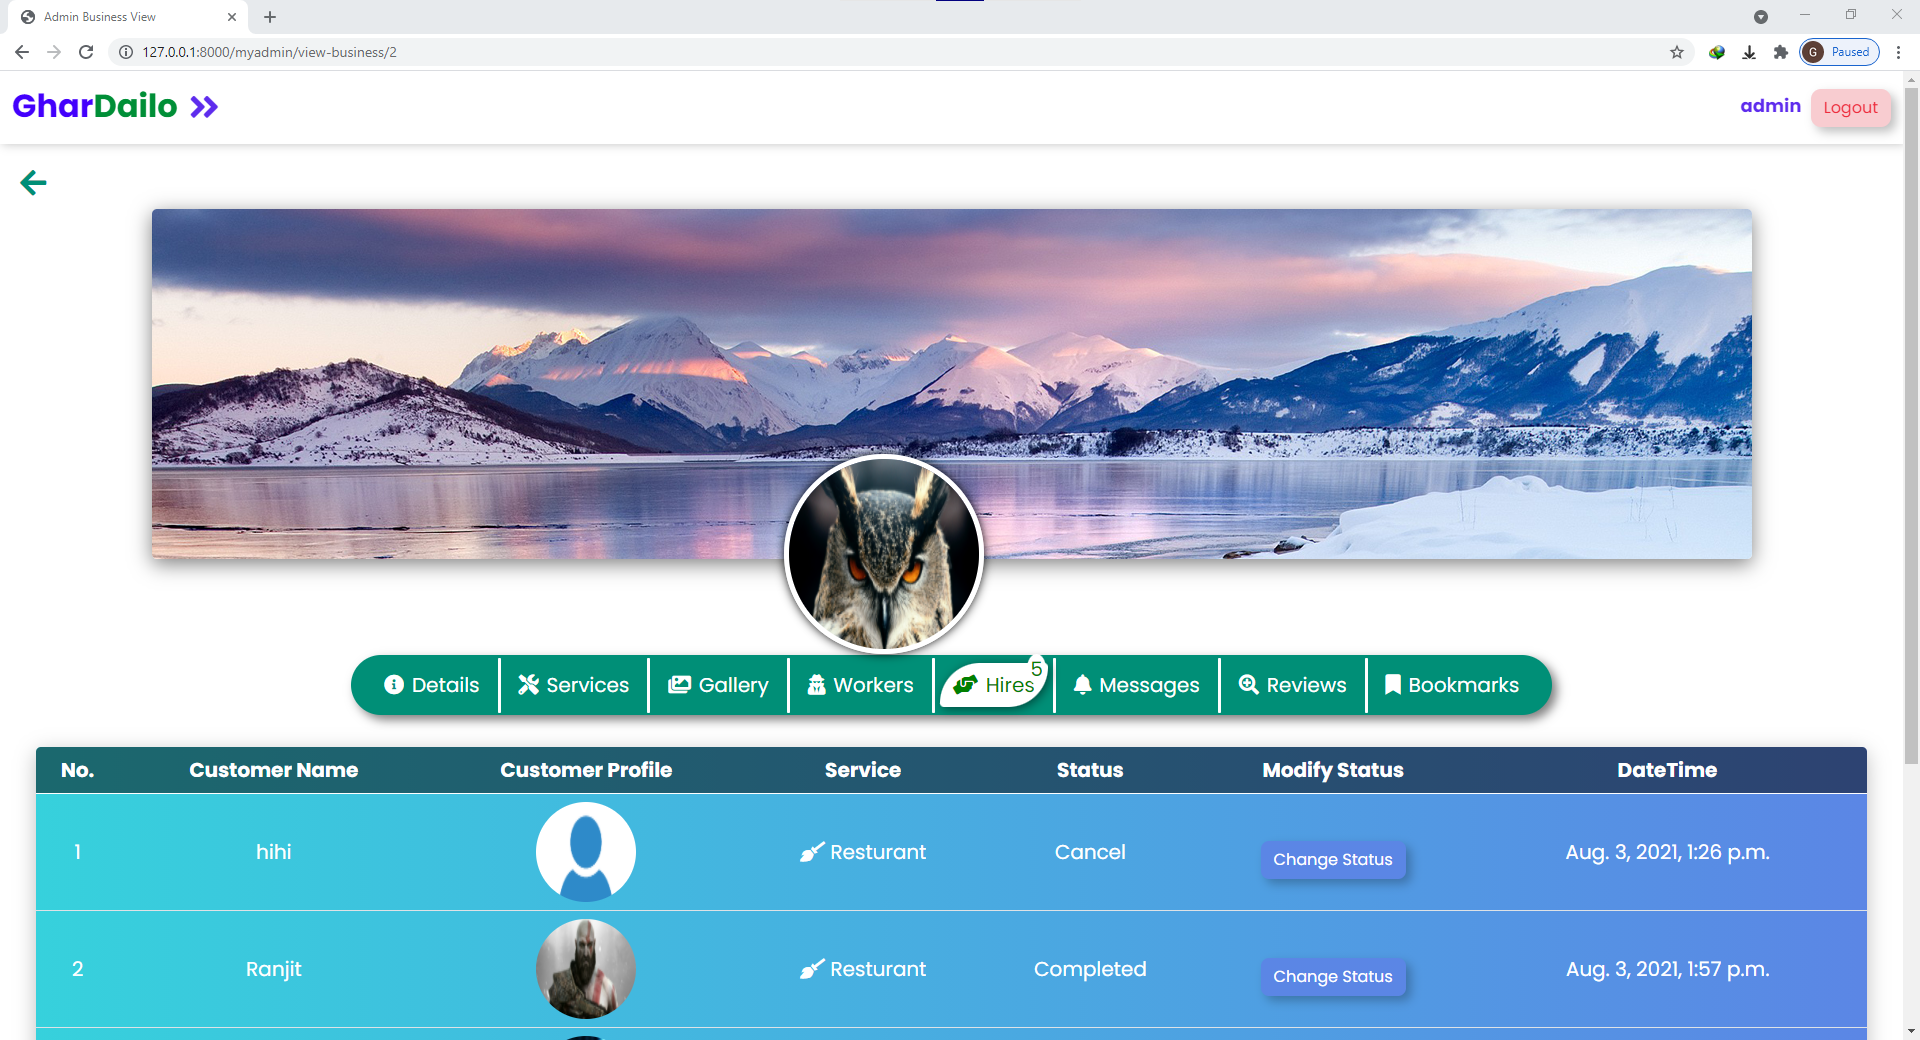 Admin Business View
127.0.0.1:8000/myadmin/view-business/2
G Paused
GharDailo
admin Logout
Details Services Gallery Workers Hires 5 Messages Reviews Bookmarks
No. Customer Name Customer Profile Service Status Modify Status DateTime
1 hihi Resturant Cancel Change Status Aug. 3, 2021, 1:26 p.m.
2 Ranjit Resturant Completed Change Status Aug. 3, 2021, 1:57 p.m.